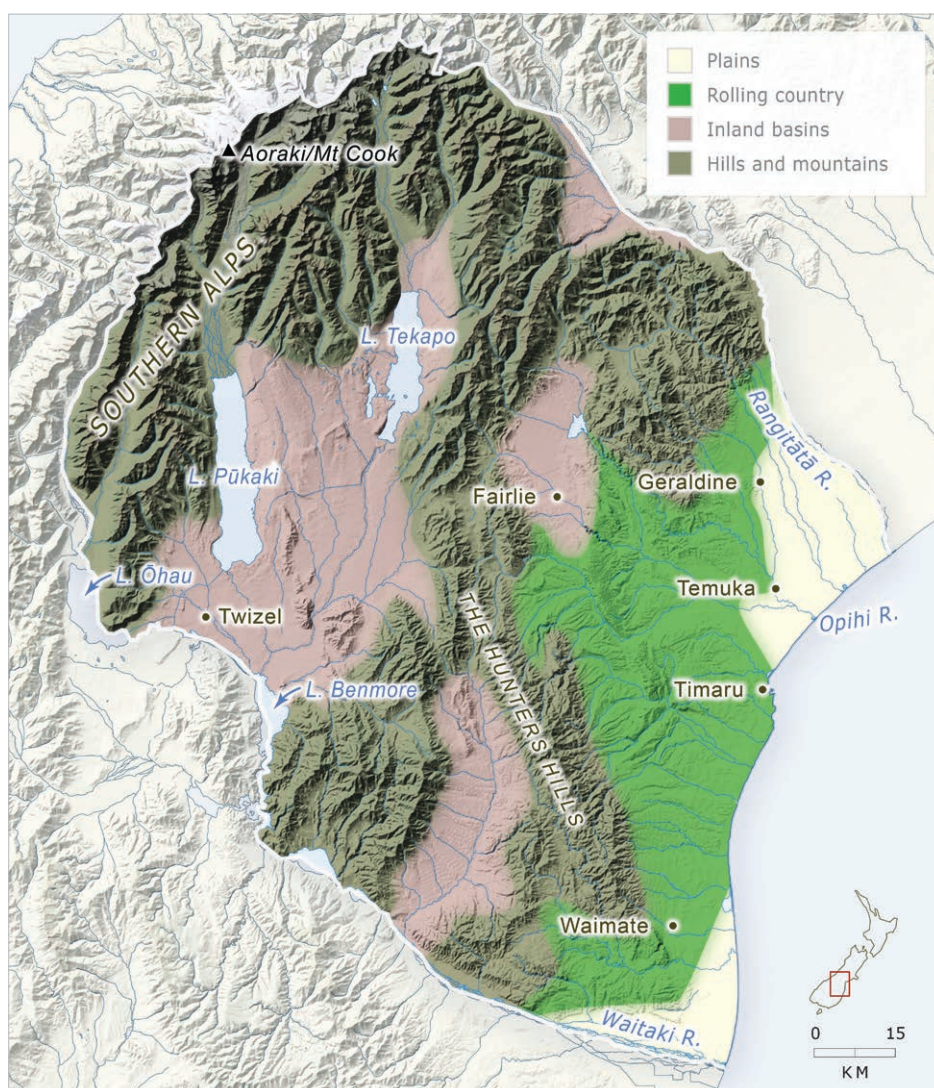 Plains
Rolling country
Inland basins
Hills and mountains
Aoraki/Mt Cook
SOUTHERN ALPS
L. Tekapo
L. Pūkaki
Rangitātā R.
Geraldine
Fairlie
L. Ōhau
Temuka
Twizel
Opihi R.
THE HUNTERS HILLS
L. Benmore
Timaru
Waimate
Waitaki R.
0 15
KM